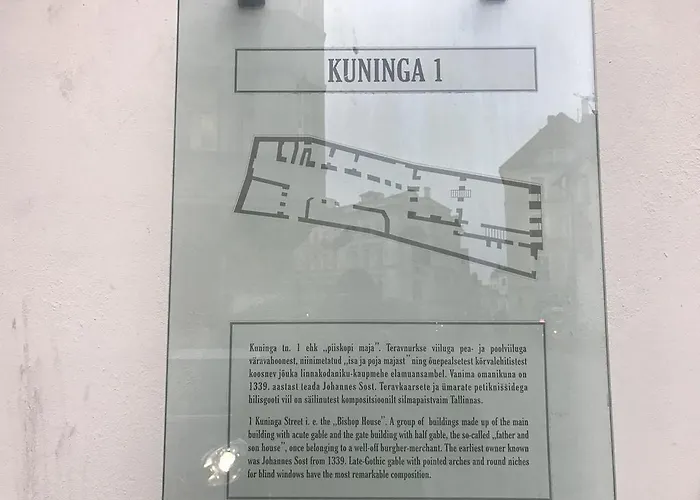 KUNINGA 1
Kuninga tn. 1 ehk „piiskopi maja”. Teravnurkse viiluga pea- ja poolviiluga
väravahoonest, niinimetatud „isa ja poja majast” ning õuepealsetest kõrvalehitistest
koosnev jõuka linnakodaniku-kaupmehe elamuansambel. Vanima omanikuna on
1339. aastast teada Johannes Sost. Teravkaarsete ja ümarate petikniššidega
hilisgooti viil on säilinutest kompositsioonilt silmapaistvaim Tallinnas.
1 Kuninga Street i. e. the „Bishop House”. A group of buildings made up of the main
building with acute gable and the gate building with half gable, the so-called „father and
son house”, once belonging to a well-off burgher-merchant. The earliest owner known
was Johannes Sost from 1339. Late-Gothic gable with pointed arches and round niches
for blind windows have the most remarkable composition.